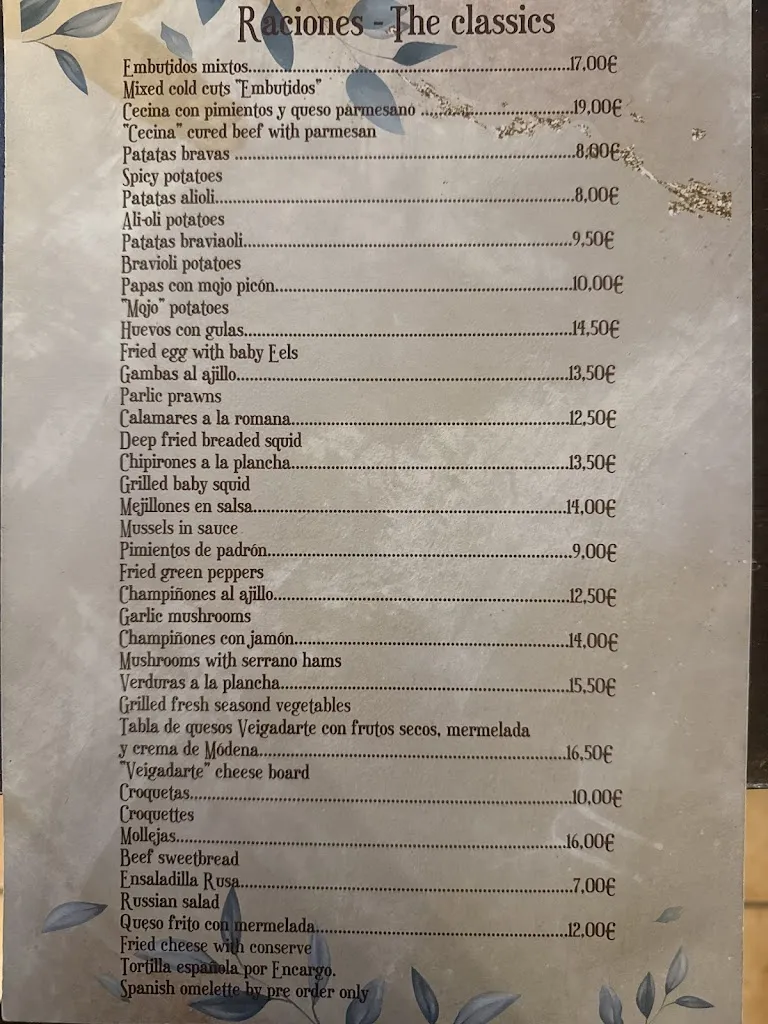 Raciones - The classics
Embutidos mixtos..........17,00€
Mixed cold cuts "Embutidos"
Cecina con pimientos y queso parmesano ..........19,00€
"Cecina" cured beef with parmesan
Patatas bravas ..........8,00€
Spicy potatoes
Patatas alioli..........8,00€
Ali-oli potatoes
Patatas braviaoli..........9,50€
Bravioli potatoes
Papas con mojo picón..........10,00€
"Mojo" potatoes
Huevos con gulas..........14,50€
Fried egg with baby Eels
Gambas al ajillo..........13,50€
Parlic prawns
Calamares a la romana..........12,50€
Deep fried breaded squid
Chipirones a la plancha..........13,50€
Grilled baby squid
Mejillones en salsa..........14,00€
Mussels in sauce
Pimientos de padrón..........9,00€
Fried green peppers
Champiñones al ajillo..........12,50€
Garlic mushrooms
Champiñones con jamón..........14,00€
Mushrooms with serrano hams
Verduras a la plancha..........15,50€
Grilled fresh seasond vegetables
Tabla de quesos Veigadarte con frutos secos, mermelada
y crema de Módena..........16,50€
"Veigadarte" cheese board
Croquetas..........10,00€
Croquettes
Mollejas..........16,00€
Beef sweetbread
Ensaladilla Rusa..........7,00€
Russian salad
Queso frito con mermelada..........12,00€
Fried cheese with conserve
Tortilla española por Encargo.
Spanish omelette by pre order only